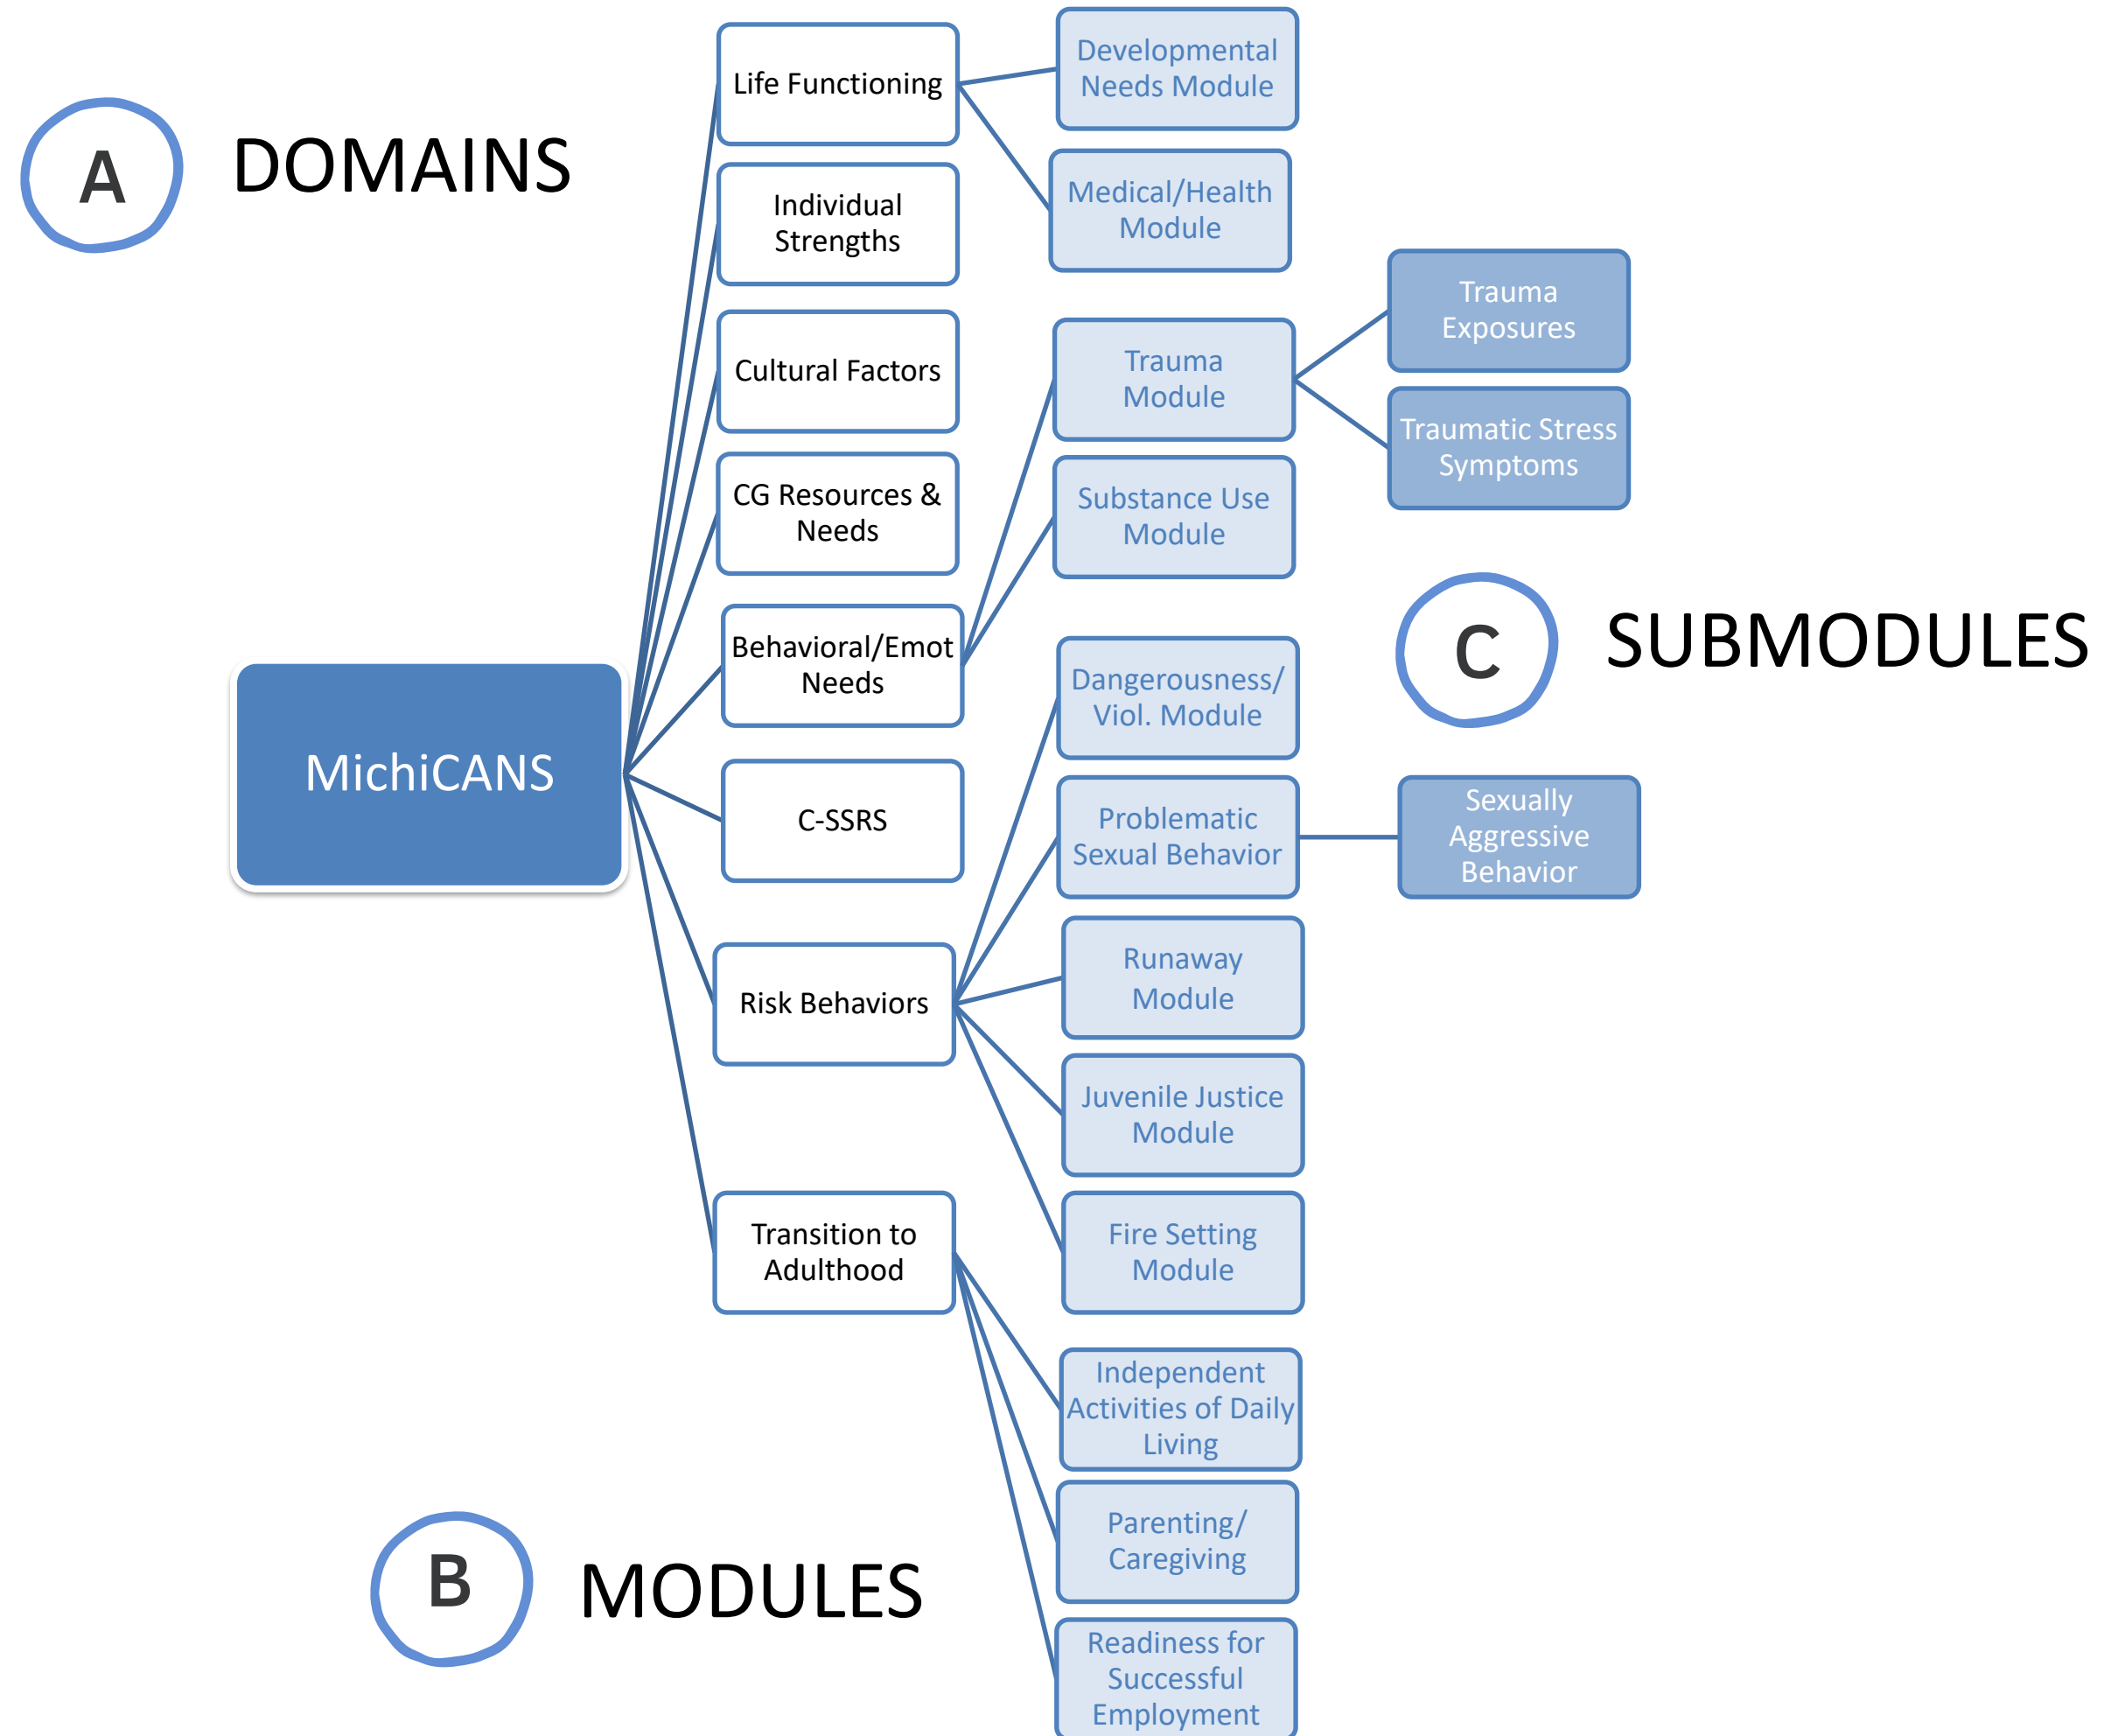 A
DOMAINS
MichiCANS
Life Functioning
Individual
Strengths
Cultural Factors
CG Resources &
Needs
Behavioral/Emot
Needs
C-SSRS
Risk Behaviors
Transition to
Adulthood
Developmental
Needs Module
Medical/Health
Module
Trauma
Module
Substance Use
Module
Dangerousness/
Viol. Module
Problematic
Sexual Behavior
Runaway
Module
Juvenile Justice
Module
Fire Setting
Module
Independent
Activities of Daily
Living
Parenting/
Caregiving
Readiness for
Successful
Employment
Trauma
Exposures
Traumatic Stress
Symptoms
C
SUBMODULES
Sexually
Aggressive
Behavior
B
MODULES